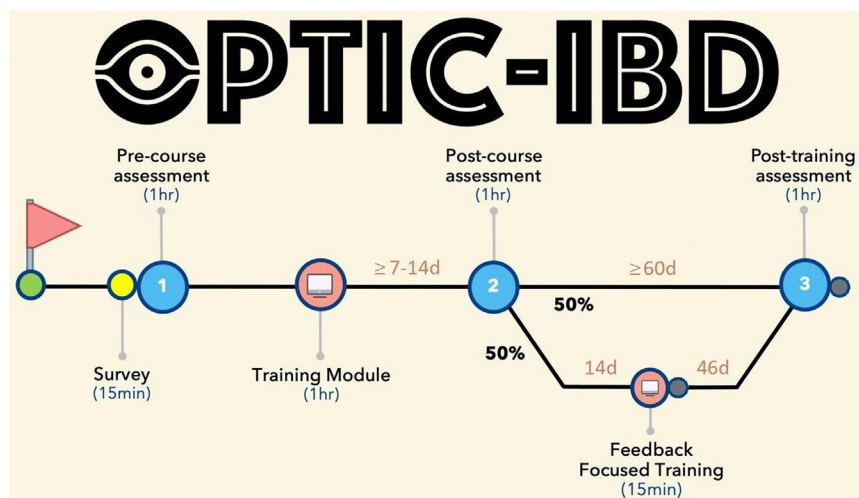 OPTIC-IBD
Pre-course
assessment
(1hr)
Post-course
assessment
(1hr)
Post-training
assessment
(1hr)
1
≥7-14d
2
≥60d
3
50%
50%
14d
46d
Survey
(15min)
Training Module
(1hr)
Feedback
Focused Training
(15min)